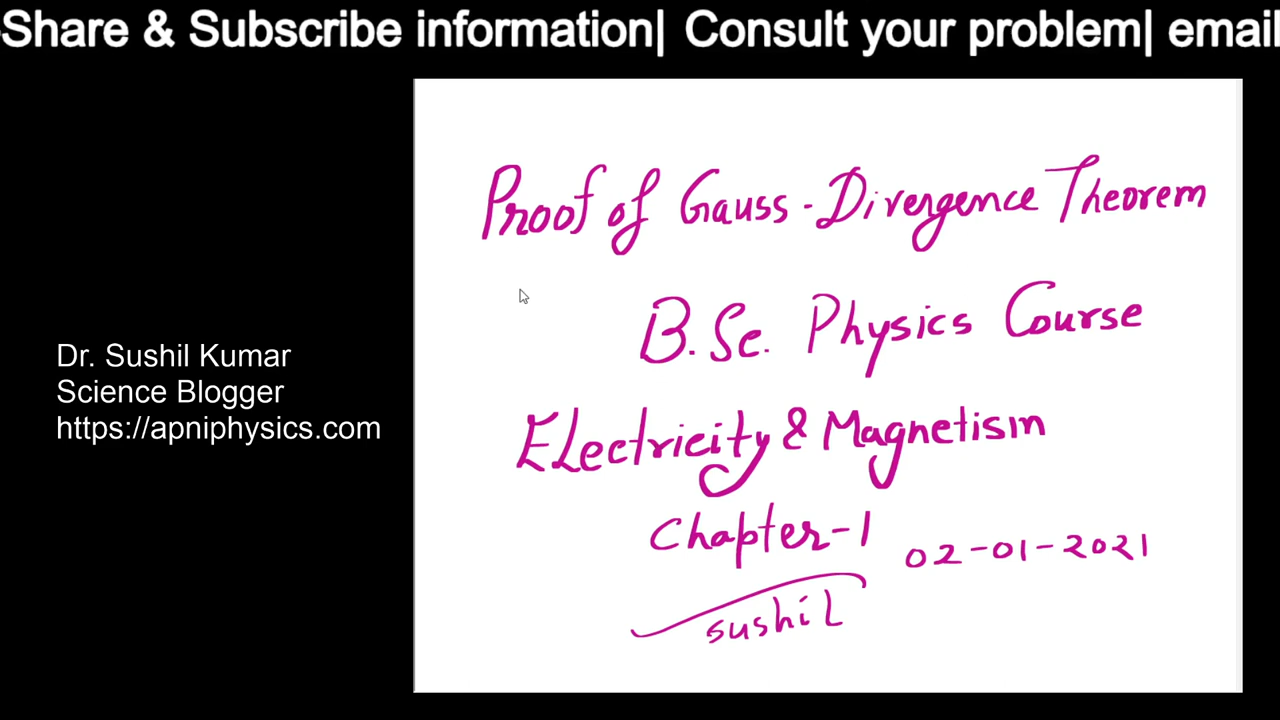 Share & Subscribe information| Consult your problem| email
Proof of Gauss-Divergence Theorem
B.Sc. Physics Course
Electricity & Magnetism
Chapter-1
02-01-2021
sushil
Dr. Sushil Kumar
Science Blogger
https://apniphysics.com